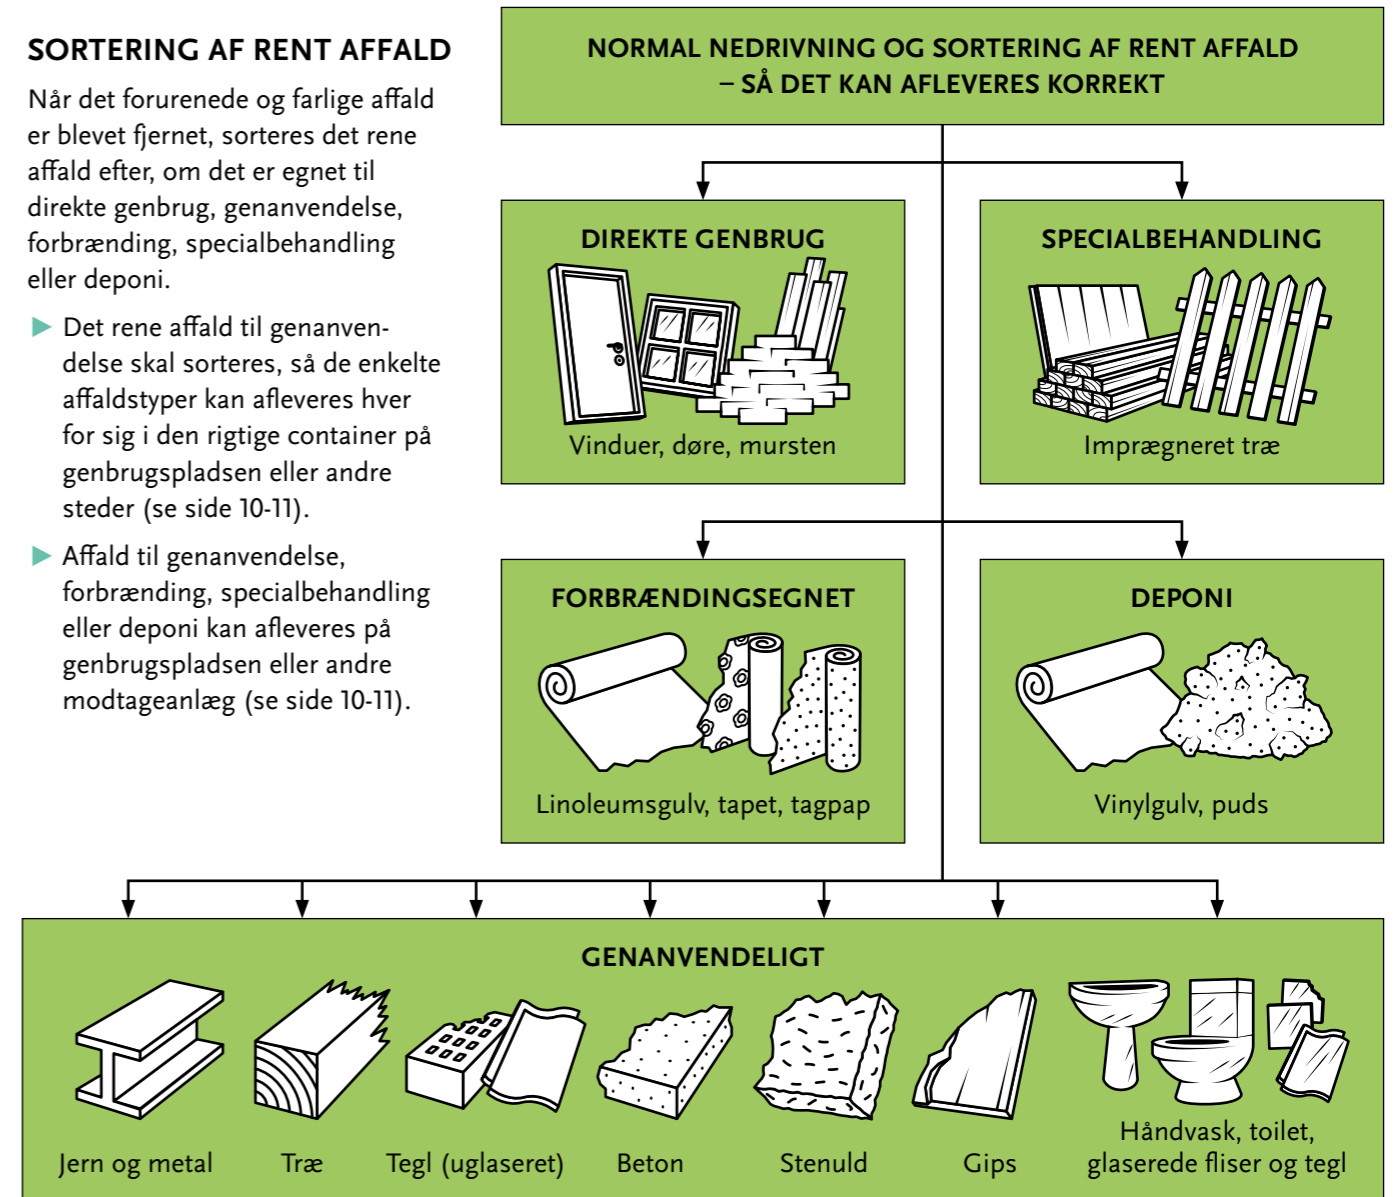 SORTERING AF RENT AFFALD
Når det forurenede og farlige affald
er blevet fjernet, sorteres det rene
affald efter, om det er egnet til
direkte genbrug, genanvendelse,
forbrænding, specialbehandling
eller deponi.
► Det rene affald til genanven-
delse skal sorteres, så de enkelte
affaldstyper kan afleveres hver
for sig i den rigtige container på
genbrugspladsen eller andre
steder (se side 10-11).
► Affald til genanvendelse,
forbrænding, specialbehandling
eller deponi kan afleveres på
genbrugspladsen eller andre
modtageanlæg (se side 10-11).
NORMAL NEDRIVNING OG SORTERING AF RENT AFFALD
– SÅ DET KAN AFLEVERES KORREKT
DIREKTE GENBRUG
Vinduer, døre, mursten
SPECIALBEHANDLING
Imprægneret træ
FORBRÆNDINGSEGNET
Linoleumsgulv, tapet, tagpap
DEPONI
Vinylgulv, puds
GENANVENDELIGT
Jern og metal
Træ
Tegl (uglaseret)
Beton
Stenuld
Gips
Håndvask, toilet,
glaserede fliser og tegl